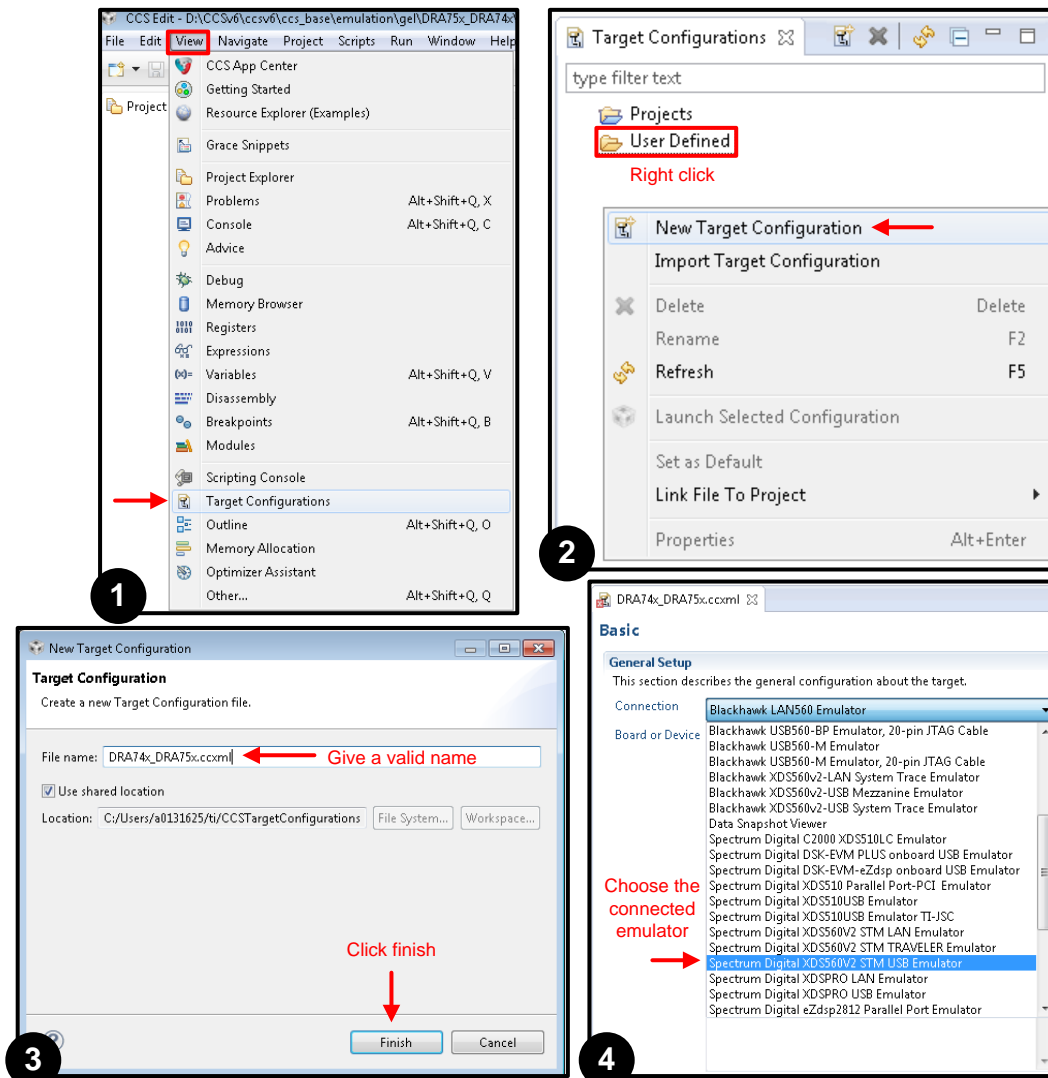 CCS Edit - D:\CCSv6\ccsv6\ccs_base\emulation\gel\DRA75x_DRA74x\
File Edit View Navigate Project Scripts Run Window Help
Project
CCS App Center
Getting Started
Resource Explorer (Examples)
Grace Snippets
Project Explorer
Problems Alt+Shift+Q, X
Console Alt+Shift+Q, C
Advice
Debug
Memory Browser
Registers
Expressions
Variables Alt+Shift+Q, V
Disassembly
Breakpoints Alt+Shift+Q, B
Modules
Scripting Console
Target Configurations
Outline Alt+Shift+Q, O
Memory Allocation
Optimizer Assistant
Other... Alt+Shift+Q, Q
1
Target Configurations
type filter text
Projects
User Defined
Right click
New Target Configuration
Import Target Configuration
Delete Delete
Rename F2
Refresh F5
Launch Selected Configuration
Set as Default
Link File To Project
Properties Alt+Enter
2
New Target Configuration
Target Configuration
Create a new Target Configuration file.
File name: DRA74x_DRA75x.ccxml
Give a valid name
Use shared location
Location: C:/Users/a0131625/ti/CCSTargetConfigurations File System... Workspace...
Click finish
Finish Cancel
3
DRA74x_DRA75x.ccxml
Basic
General Setup
This section describes the general configuration about the target.
Connection Blackhawk LAN560 Emulator
Board or Device
Blackhawk USB560-BP Emulator, 20-pin JTAG Cable
Blackhawk USB560-M Emulator
Blackhawk USB560-M Emulator, 20-pin JTAG Cable
Blackhawk XDS560v2-LAN System Trace Emulator
Blackhawk XDS560v2-USB Mezzanine Emulator
Blackhawk XDS560v2-USB System Trace Emulator
Data Snapshot Viewer
Spectrum Digital C2000 XDS510LC Emulator
Spectrum Digital DSK-EVM PLUS onboard USB Emulator
Spectrum Digital DSK-EVM-eZdsp onboard USB Emulator
Spectrum Digital XDS510 Parallel Port-PCI Emulator
Spectrum Digital XDS510USB Emulator
Spectrum Digital XDS510USB Emulator TI-JSC
Spectrum Digital XDS560V2 STM LAN Emulator
Spectrum Digital XDS560V2 STM TRAVELER Emulator
Spectrum Digital XDS560V2 STM USB Emulator
Spectrum Digital XDSPRO LAN Emulator
Spectrum Digital XDSPRO USB Emulator
Spectrum Digital eZdsp2812 Parallel Port Emulator
Choose the
connected
emulator
4